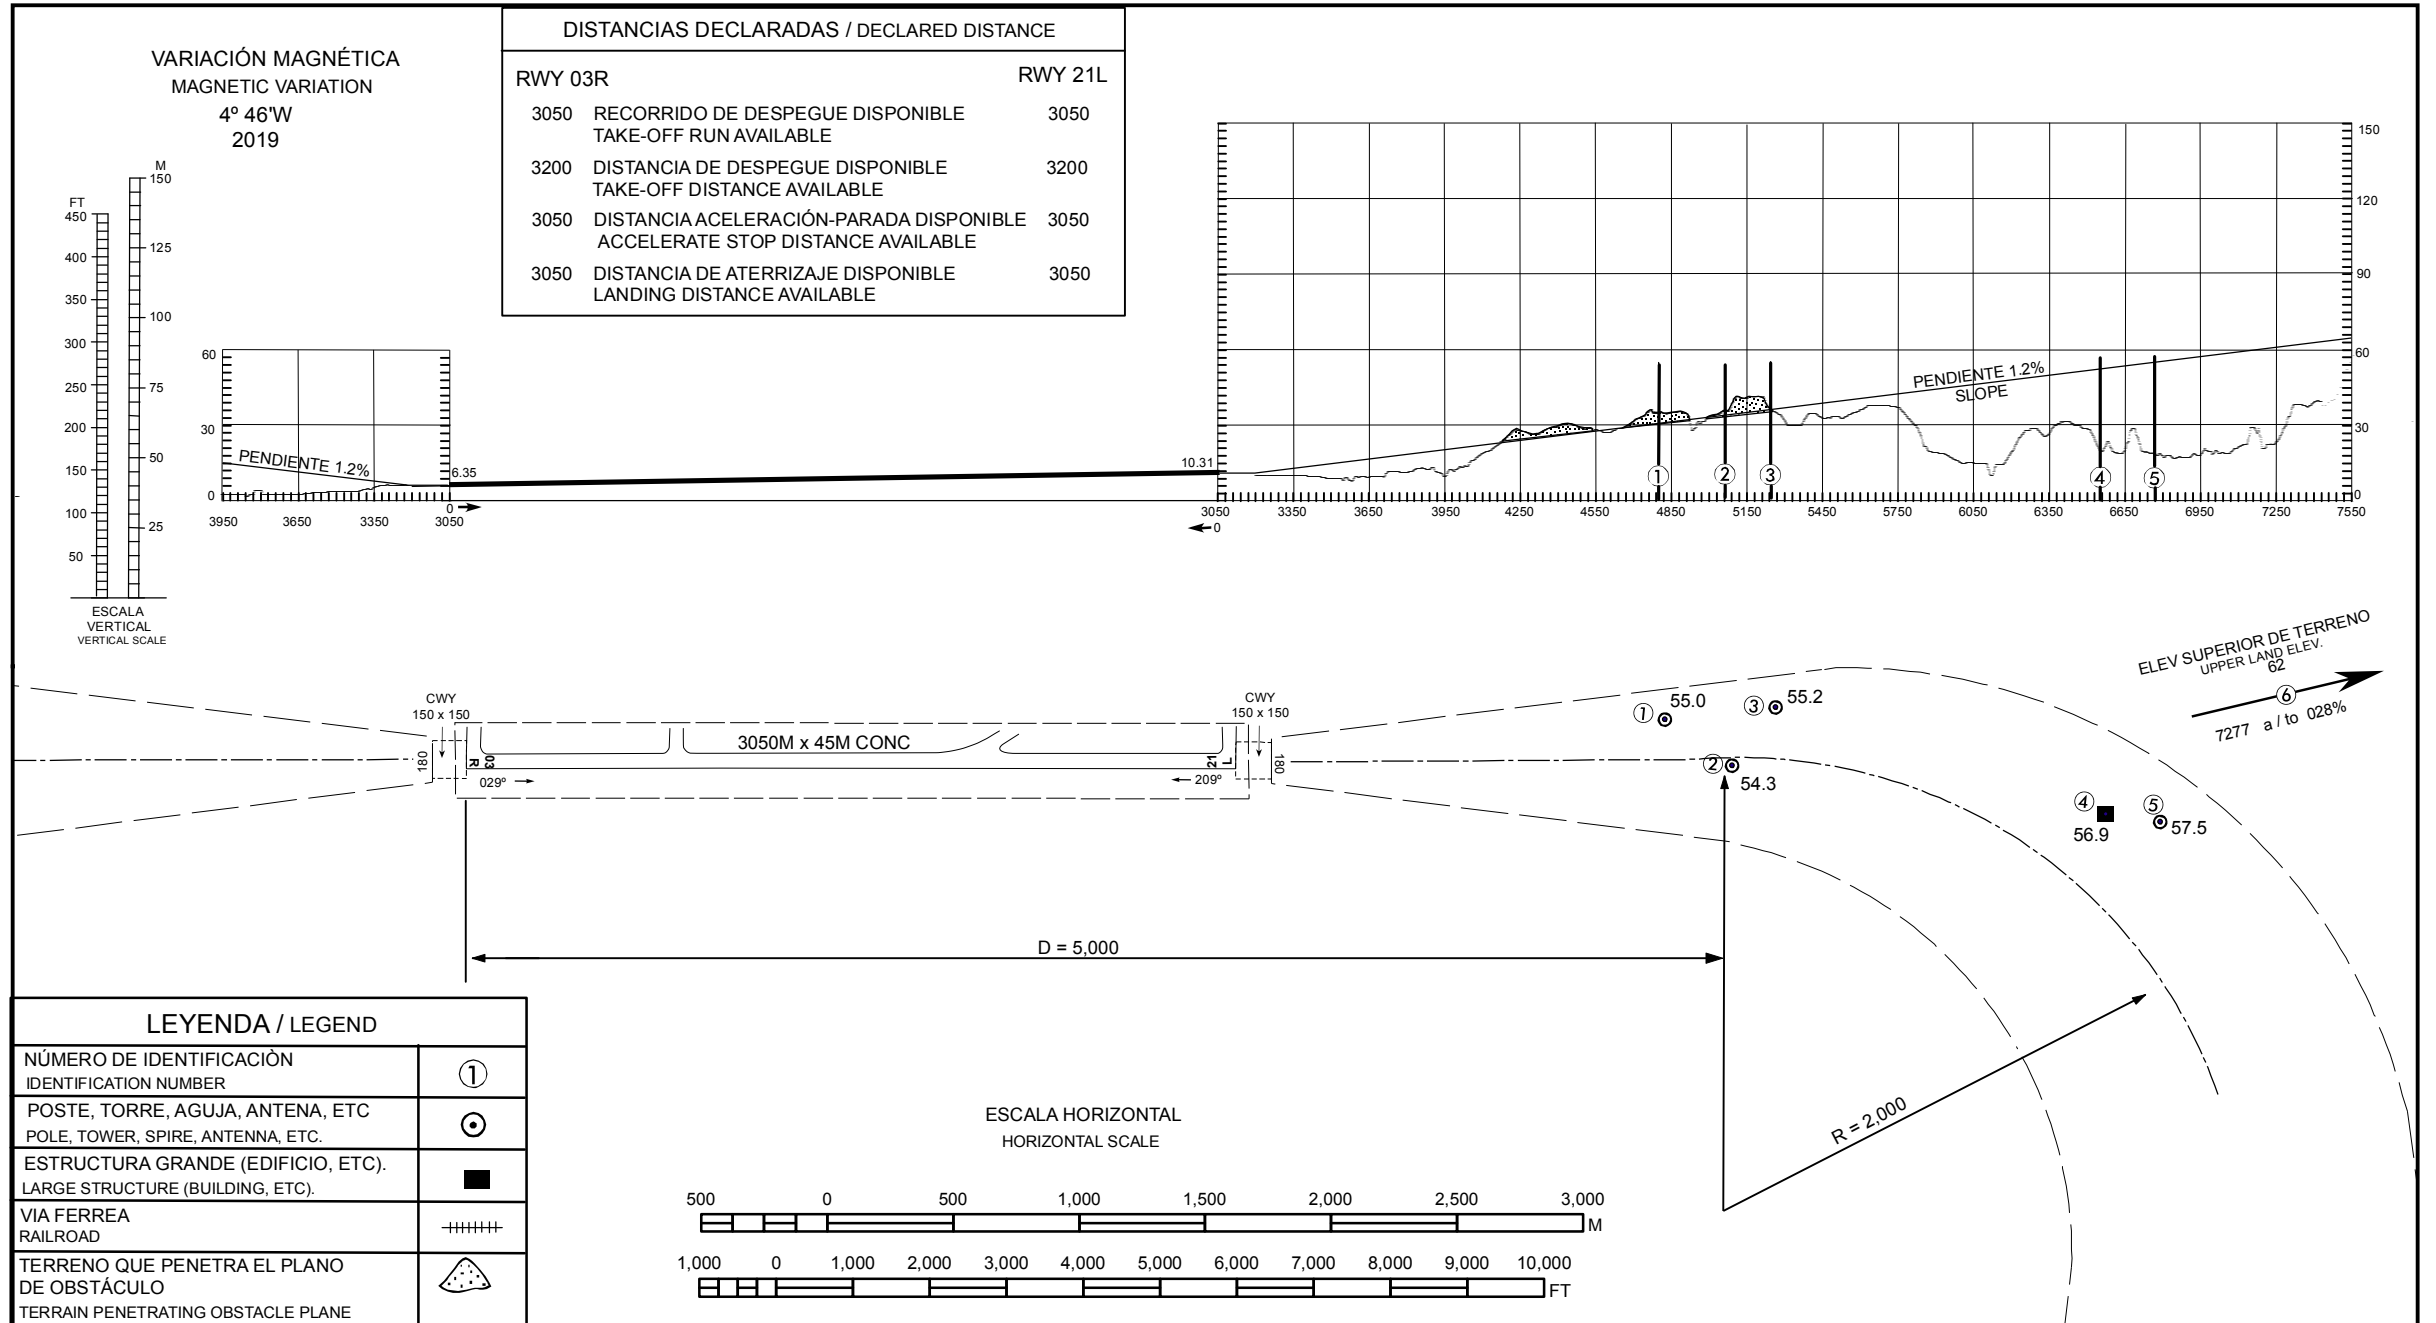 VARIACIÓN MAGNÉTICA
MAGNETIC VARIATION
4º 46'W
2019
DISTANCIAS DECLARADAS / DECLARED DISTANCE
RWY 03R RWY 21L
3050 RECORRIDO DE DESPEGUE DISPONIBLE 3050
TAKE-OFF RUN AVAILABLE
3200 DISTANCIA DE DESPEGUE DISPONIBLE 3200
TAKE-OFF DISTANCE AVAILABLE
3050 DISTANCIA ACELERACIÓN-PARADA DISPONIBLE 3050
ACCELERATE STOP DISTANCE AVAILABLE
3050 DISTANCIA DE ATERRIZAJE DISPONIBLE 3050
LANDING DISTANCE AVAILABLE
FT
450
400
350
300
250
200
150
100
50
M
150
125
100
75
50
25
ESCALA
VERTICAL
VERTICAL SCALE
60
30
0
PENDIENTE 1.2%
6.35
0
3950 3650 3350 3050
10.31
150
120
90
60
30
0
PENDIENTE 1.2%
SLOPE
1 2 3 4 5
3050 3350 3650 3950 4250 4550 4850 5150 5450 5750 6050 6350 6650 6950 7250 7550
0
ELEV SUPERIOR DE TERRENO
UPPER LAND ELEV.
62
6
7277 a / to 028%
CWY
150 x 150
180
R
03
029º
3050M x 45M CONC
21
L
209º
CWY
150 x 150
180
1 55.0
3 55.2
2 54.3
4 56.9
5 57.5
D = 5,000
R = 2,000
LEYENDA / LEGEND
NÚMERO DE IDENTIFICACIÒN
IDENTIFICATION NUMBER
1
POSTE, TORRE, AGUJA, ANTENA, ETC
POLE, TOWER, SPIRE, ANTENNA, ETC.
ESTRUCTURA GRANDE (EDIFICIO, ETC).
LARGE STRUCTURE (BUILDING, ETC).
VIA FERREA
RAILROAD
TERRENO QUE PENETRA EL PLANO
DE OBSTÁCULO
TERRAIN PENETRATING OBSTACLE PLANE
ESCALA HORIZONTAL
HORIZONTAL SCALE
500 0 500 1,000 1,500 2,000 2,500 3,000
M
1,000 0 1,000 2,000 3,000 4,000 5,000 6,000 7,000 8,000 9,000 10,000
FT